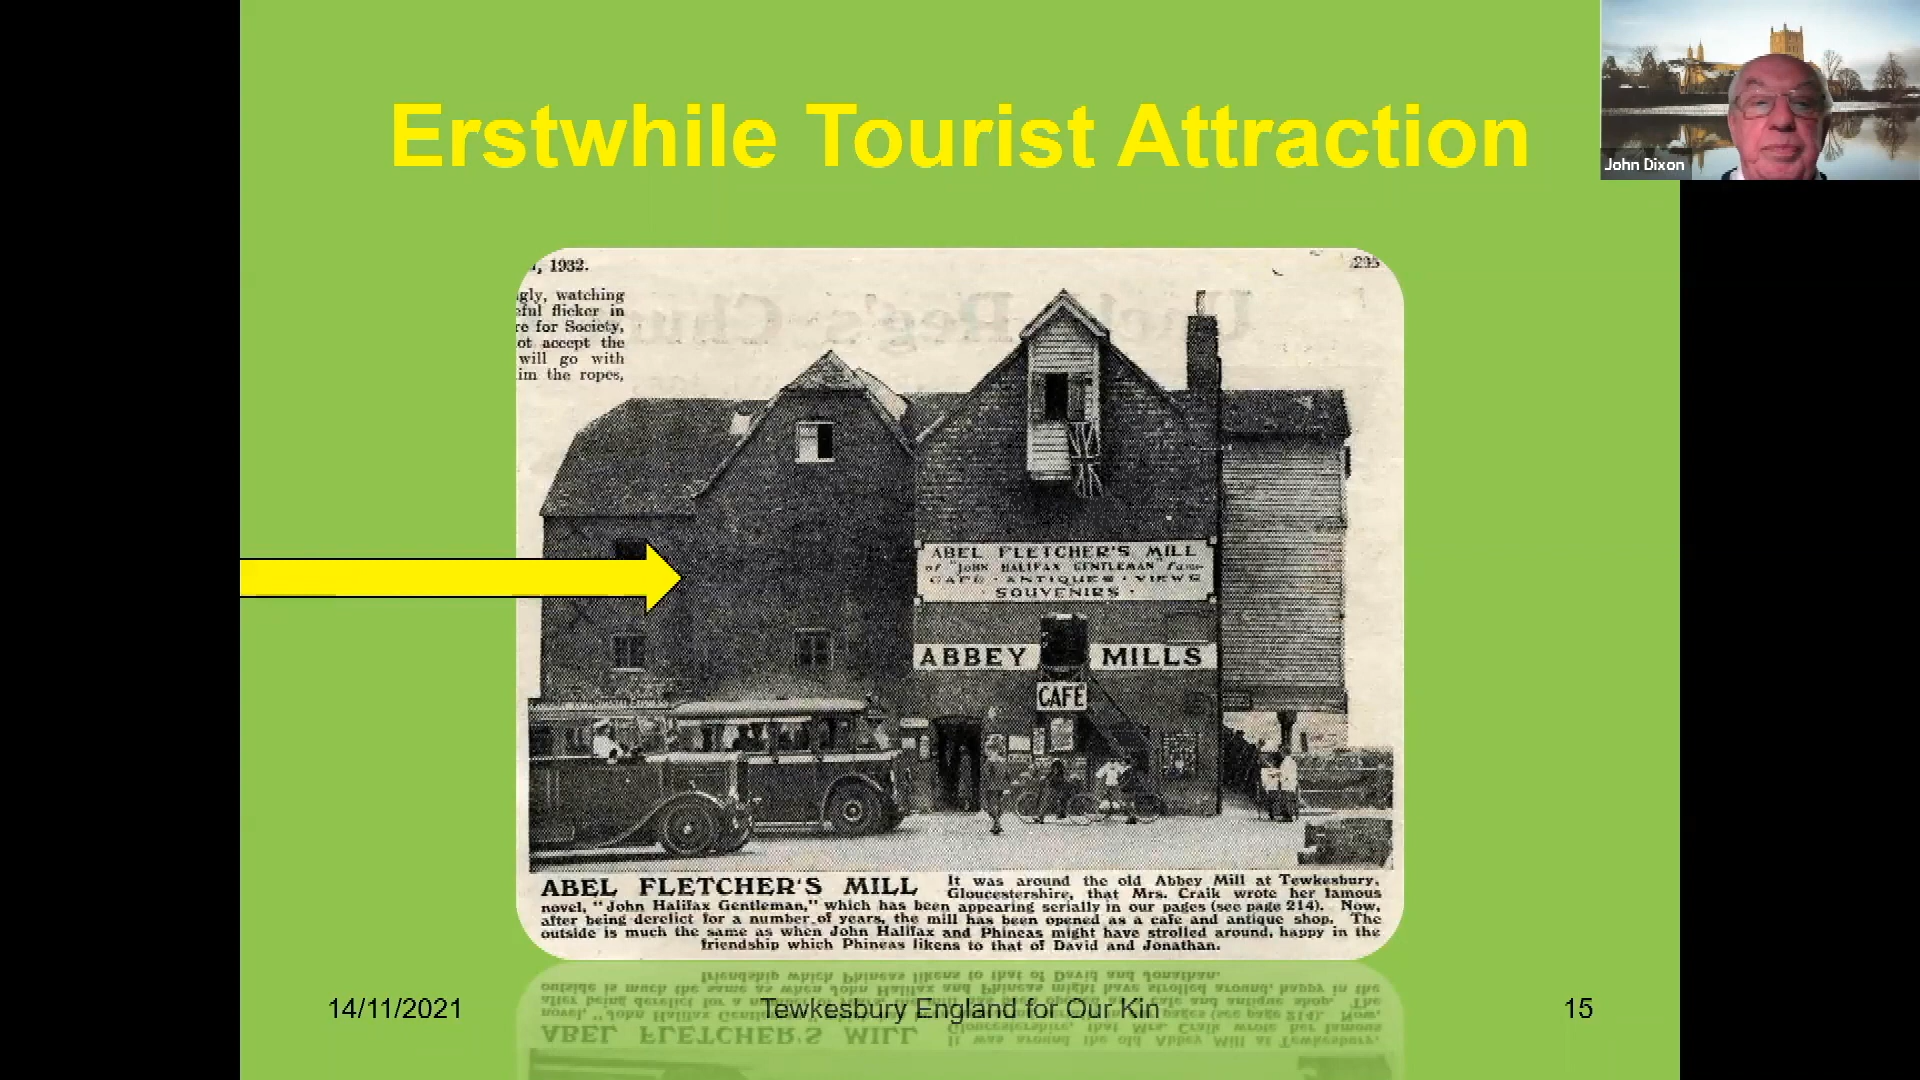 Erstwhile Tourist Attraction
John Dixon
, 1932.
295
gly, watching
eful flicker in
re for Society,
ot accept the
will go with
im the ropes,
ABEL FLETCHER'S MILL
of "JOHN HALIFAX GENTLEMAN" fame
CAFE · ANTIQUES · VIEWS
· SOUVENIRS ·
ABBEY MILLS
CAFE
ABEL FLETCHER'S MILL It was around the old Abbey Mill at Tewkesbury,
Gloucestershire, that Mrs. Craik wrote her famous
novel, "John Halifax Gentleman," which has been appearing serially in our pages (see page 214). Now,
after being derelict for a number of years, the mill has been opened as a cafe and antique shop. The
outside is much the same as when John Halifax and Phineas might have strolled around, happy in the
friendship which Phineas likens to that of David and Jonathan.
14/11/2021
Tewkesbury England for Our Kin
15